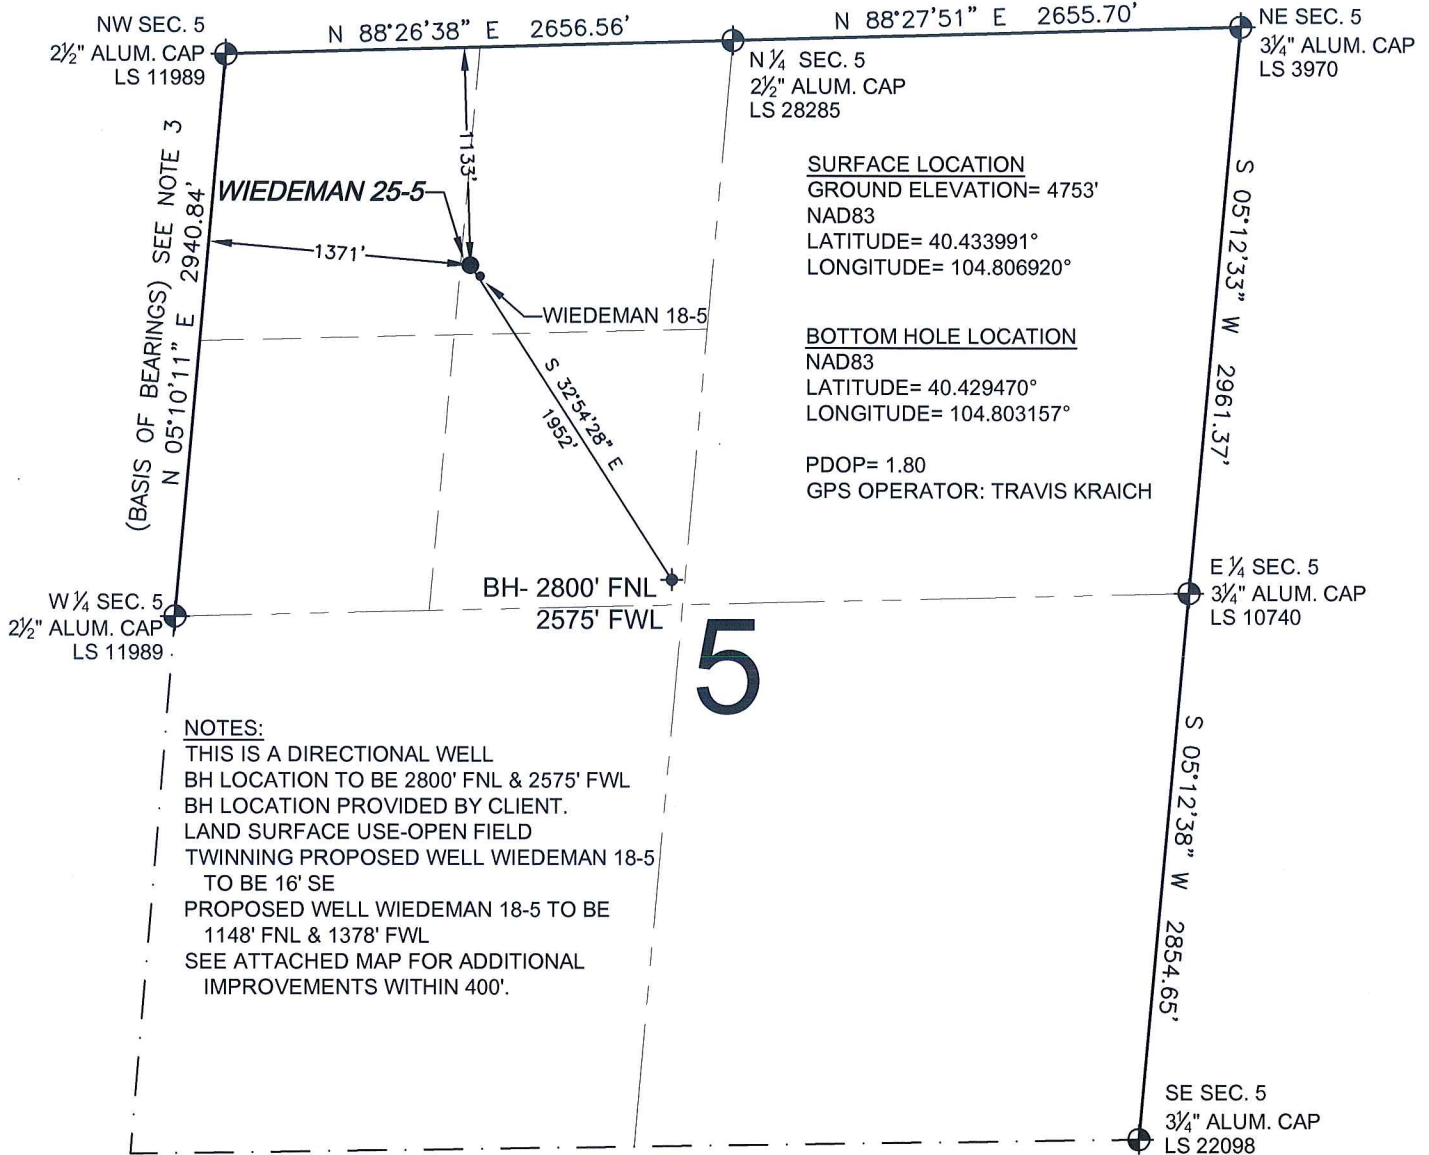 NW SEC. 5
2½" ALUM. CAP
LS 11989
N 88°26'38" E 2656.56'
N 88°27'51" E 2655.70'
NE SEC. 5
3¼" ALUM. CAP
LS 3970
N ¼ SEC. 5
2½" ALUM. CAP
LS 28285
(BASIS OF BEARINGS) SEE NOTE 3
N 05°10'11" E 2940.84'
1133'
WIEDEMAN 25-5
1371'
WIEDEMAN 18-5
S 32°54'28" E
1952'
SURFACE LOCATION
GROUND ELEVATION= 4753'
NAD83
LATITUDE= 40.433991°
LONGITUDE= 104.806920°
BOTTOM HOLE LOCATION
NAD83
LATITUDE= 40.429470°
LONGITUDE= 104.803157°
PDOP= 1.80
GPS OPERATOR: TRAVIS KRAICH
S 05°12'33" W 2961.37'
BH- 2800' FNL
2575' FWL
W ¼ SEC. 5
2½" ALUM. CAP
LS 11989
E ¼ SEC. 5
3¼" ALUM. CAP
LS 10740
5
NOTES:
THIS IS A DIRECTIONAL WELL
BH LOCATION TO BE 2800' FNL & 2575' FWL
BH LOCATION PROVIDED BY CLIENT.
LAND SURFACE USE-OPEN FIELD
TWINNING PROPOSED WELL WIEDEMAN 18-5
TO BE 16' SE
PROPOSED WELL WIEDEMAN 18-5 TO BE
1148' FNL & 1378' FWL
SEE ATTACHED MAP FOR ADDITIONAL
IMPROVEMENTS WITHIN 400'.
S 05°12'38" W 2854.65'
SE SEC. 5
3¼" ALUM. CAP
LS 22098